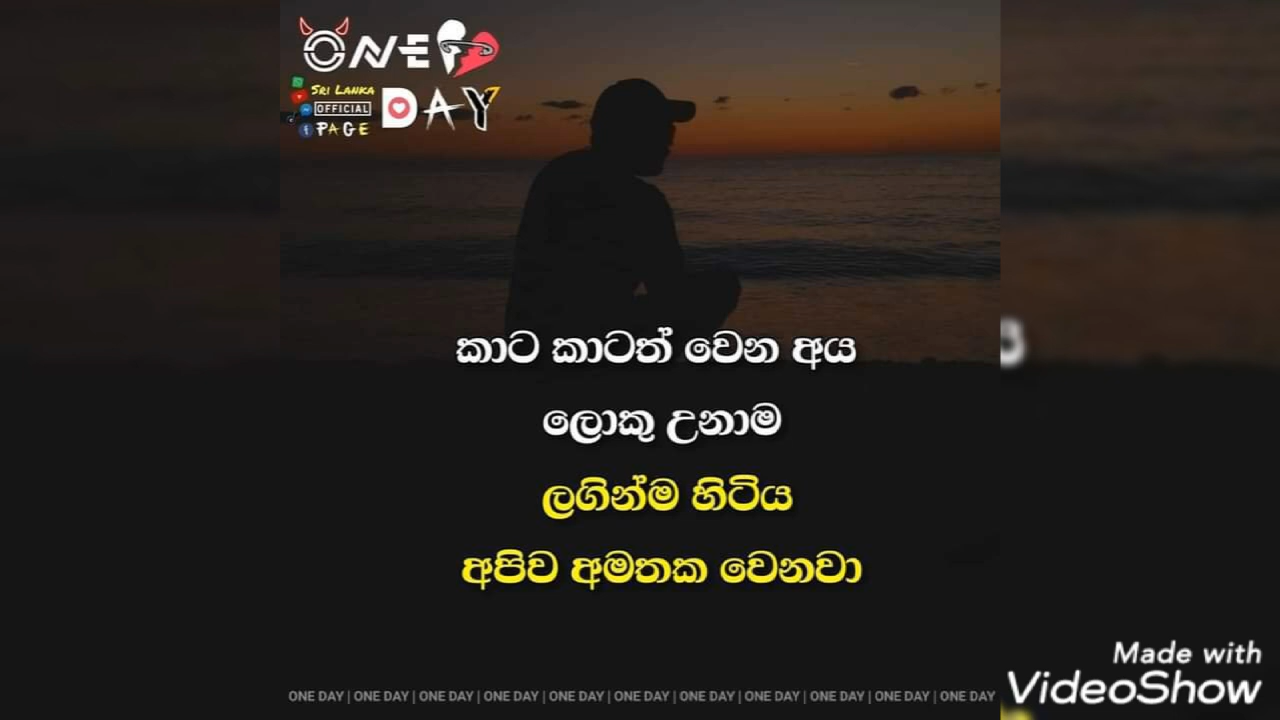 ONE
DAY
SRI LANKA
OFFICIAL
PAGE
කාට කාටත් වෙන අය
ලොකු උනාම
ලගින්ම හිටිය
අපිව අමතක වෙනවා
ONE DAY | ONE DAY | ONE DAY | ONE DAY | ONE DAY | ONE DAY | ONE DAY | ONE DAY | ONE DAY | ONE DAY | ONE DAY
Made with
VideoShow